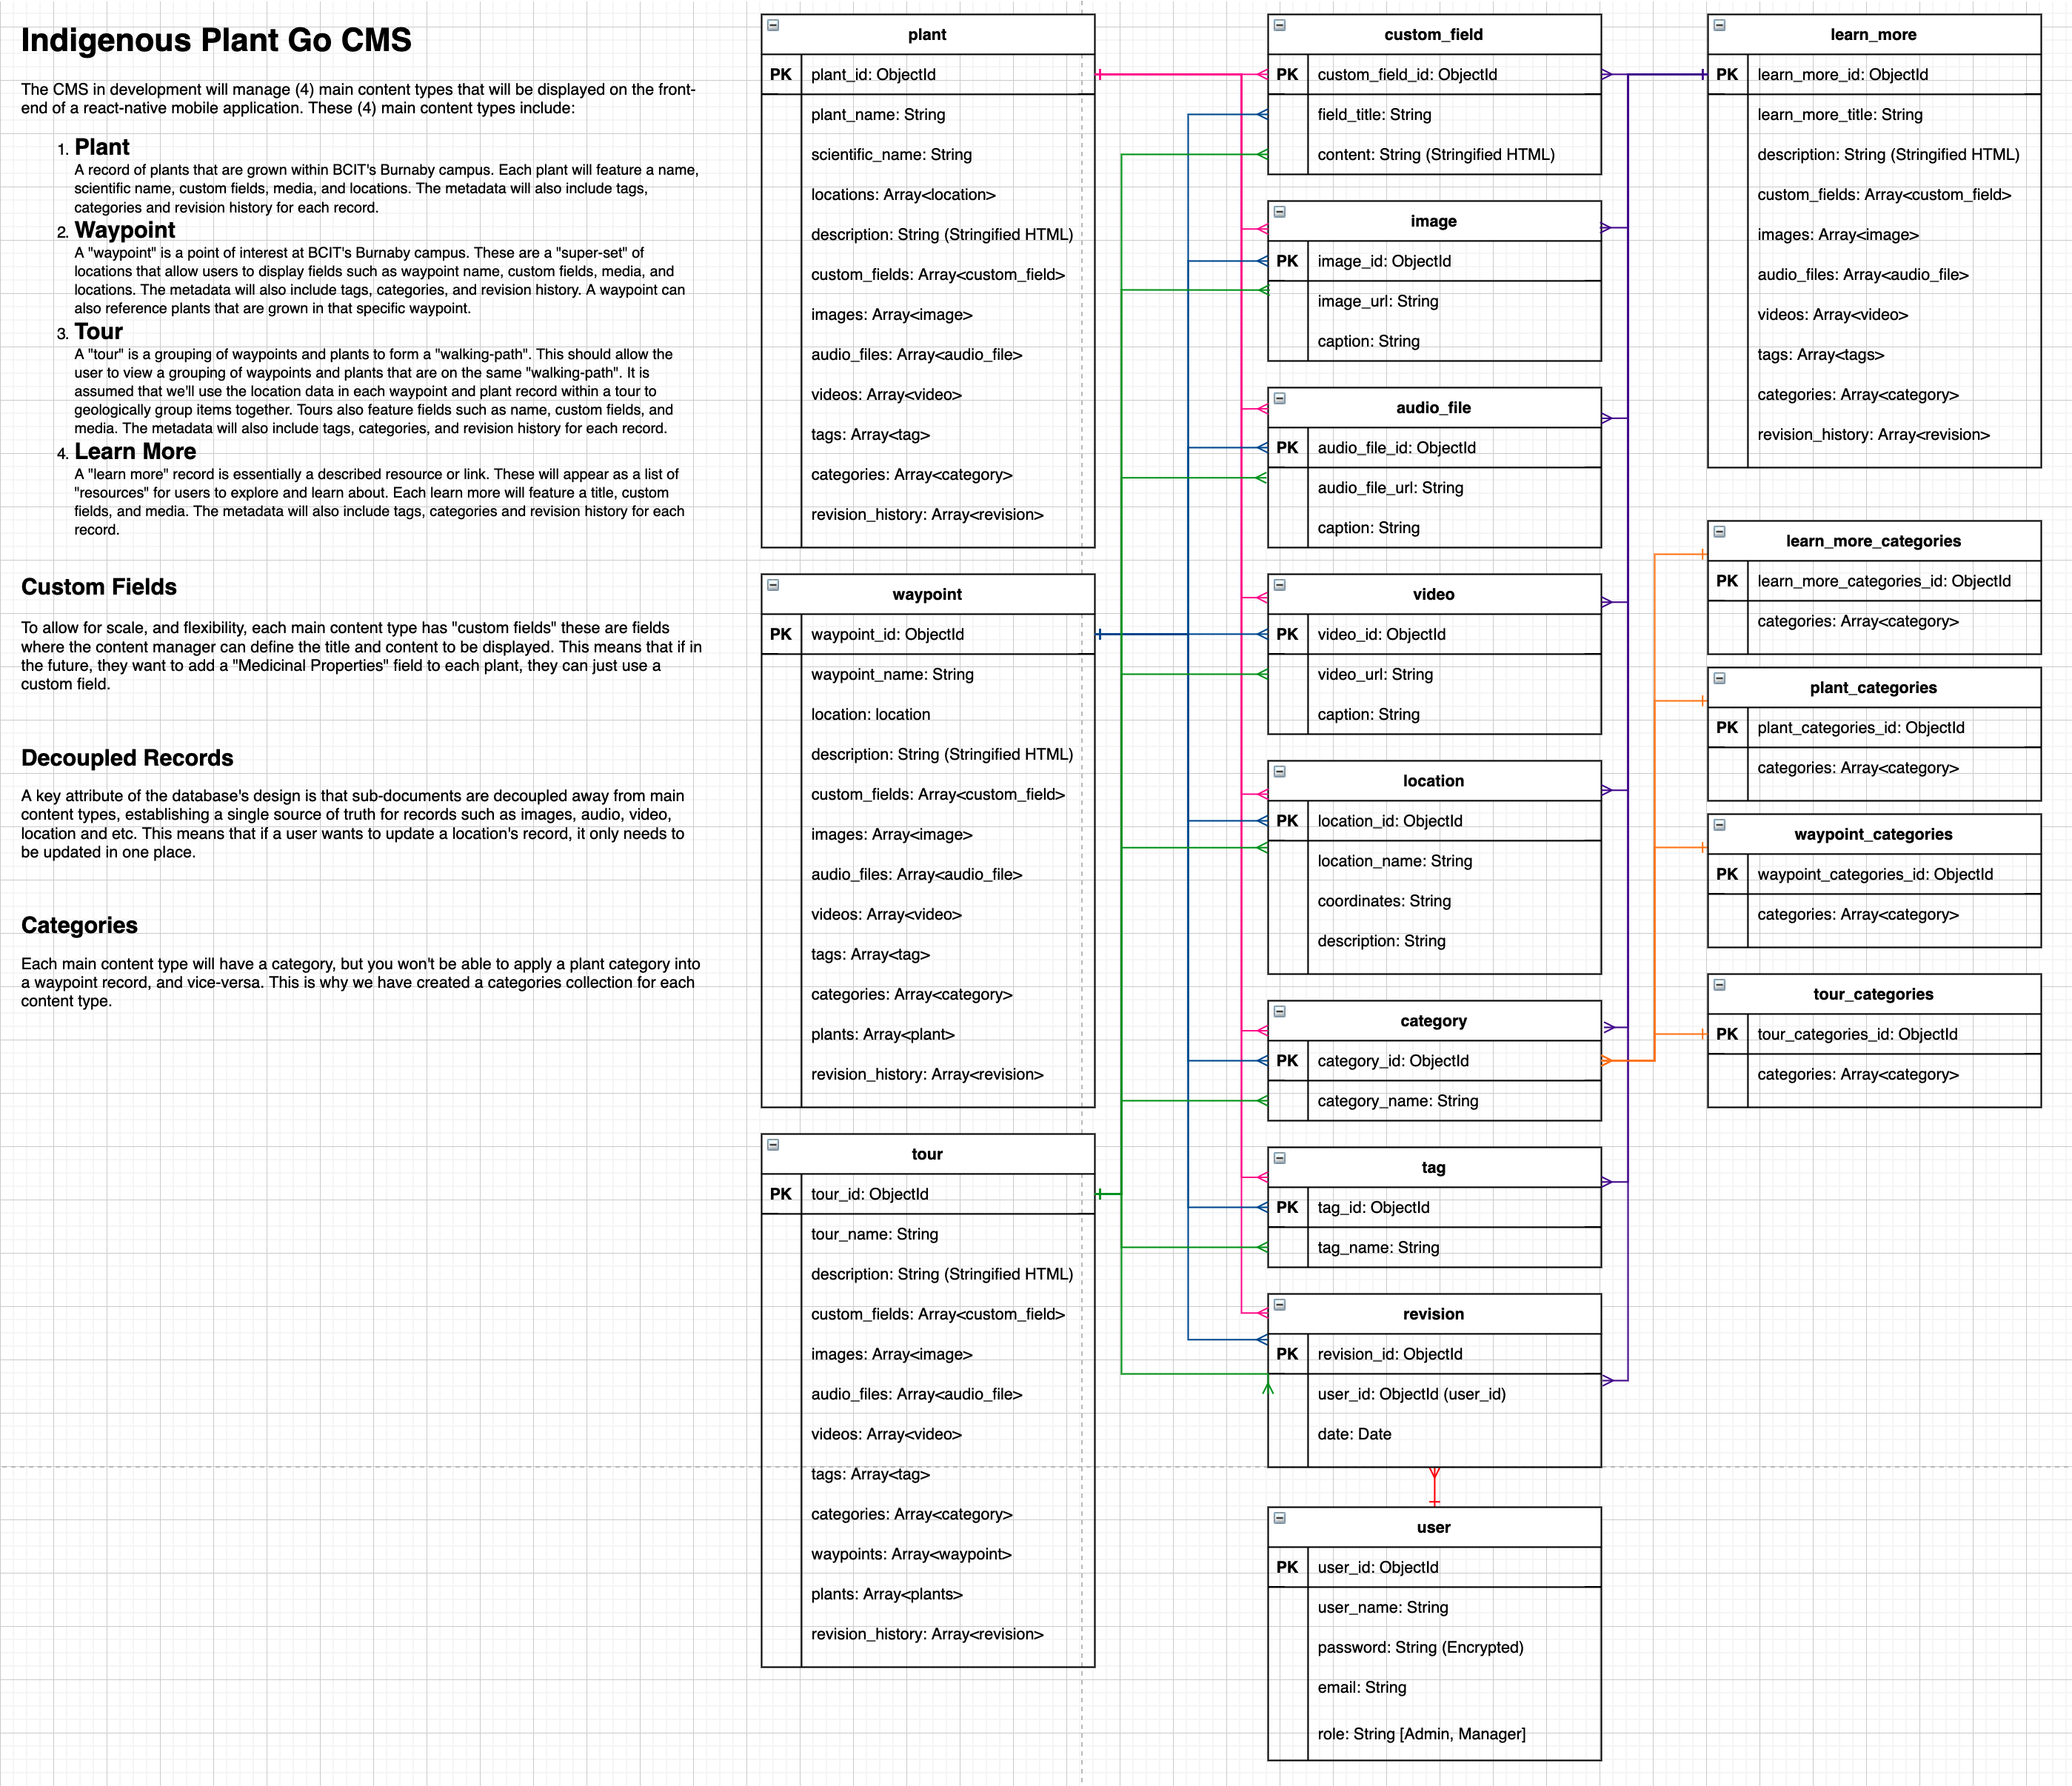 Indigenous Plant Go CMS
The CMS in development will manage (4) main content types that will be displayed on the front-
end of a react-native mobile application. These (4) main content types include:
1. Plant
A record of plants that are grown within BCIT's Burnaby campus. Each plant will feature a name,
scientific name, custom fields, media, and locations. The metadata will also include tags,
categories and revision history for each record.
2. Waypoint
A "waypoint" is a point of interest at BCIT's Burnaby campus. These are a "super-set" of
locations that allow users to display fields such as waypoint name, custom fields, media, and
locations. The metadata will also include tags, categories, and revision history. A waypoint can
also reference plants that are grown in that specific waypoint.
3. Tour
A "tour" is a grouping of waypoints and plants to form a "walking-path". This should allow the
user to view a grouping of waypoints and plants that are on the same "walking-path". It is
assumed that we'll use the location data in each waypoint and plant record within a tour to
geologically group items together. Tours also feature fields such as name, custom fields, and
media. The metadata will also include tags, categories, and revision history for each record.
4. Learn More
A "learn more" record is essentially a described resource or link. These will appear as a list of
"resources" for users to explore and learn about. Each learn more will feature a title, custom
fields, and media. The metadata will also include tags, categories and revision history for each
record.
Custom Fields
To allow for scale, and flexibility, each main content type has "custom fields" these are fields
where the content manager can define the title and content to be displayed. This means that if in
the future, they want to add a "Medicinal Properties" field to each plant, they can just use a
custom field.
Decoupled Records
A key attribute of the database's design is that sub-documents are decoupled away from main
content types, establishing a single source of truth for records such as images, audio, video,
location and etc. This means that if a user wants to update a location's record, it only needs to
be updated in one place.
Categories
Each main content type will have a category, but you won't be able to apply a plant category into
a waypoint record, and vice-versa. This is why we have created a categories collection for each
content type.
plant
PK plant_id: ObjectId
plant_name: String
scientific_name: String
locations: Array<location>
description: String (Stringified HTML)
custom_fields: Array<custom_field>
images: Array<image>
audio_files: Array<audio_file>
videos: Array<video>
tags: Array<tag>
categories: Array<category>
revision_history: Array<revision>
waypoint
PK waypoint_id: ObjectId
waypoint_name: String
location: location
description: String (Stringified HTML)
custom_fields: Array<custom_field>
images: Array<image>
audio_files: Array<audio_file>
videos: Array<video>
tags: Array<tag>
categories: Array<category>
plants: Array<plant>
revision_history: Array<revision>
tour
PK tour_id: ObjectId
tour_name: String
description: String (Stringified HTML)
custom_fields: Array<custom_field>
images: Array<image>
audio_files: Array<audio_file>
videos: Array<video>
tags: Array<tag>
categories: Array<category>
waypoints: Array<waypoint>
plants: Array<plants>
revision_history: Array<revision>
custom_field
PK custom_field_id: ObjectId
field_title: String
content: String (Stringified HTML)
image
PK image_id: ObjectId
image_url: String
caption: String
audio_file
PK audio_file_id: ObjectId
audio_file_url: String
caption: String
video
PK video_id: ObjectId
video_url: String
caption: String
location
PK location_id: ObjectId
location_name: String
coordinates: String
description: String
category
PK category_id: ObjectId
category_name: String
tag
PK tag_id: ObjectId
tag_name: String
revision
PK revision_id: ObjectId
user_id: ObjectId (user_id)
date: Date
user
PK user_id: ObjectId
user_name: String
password: String (Encrypted)
email: String
role: String [Admin, Manager]
learn_more
PK learn_more_id: ObjectId
learn_more_title: String
description: String (Stringified HTML)
custom_fields: Array<custom_field>
images: Array<image>
audio_files: Array<audio_file>
videos: Array<video>
tags: Array<tags>
categories: Array<category>
revision_history: Array<revision>
learn_more_categories
PK learn_more_categories_id: ObjectId
categories: Array<category>
plant_categories
PK plant_categories_id: ObjectId
categories: Array<category>
waypoint_categories
PK waypoint_categories_id: ObjectId
categories: Array<category>
tour_categories
PK tour_categories_id: ObjectId
categories: Array<category>